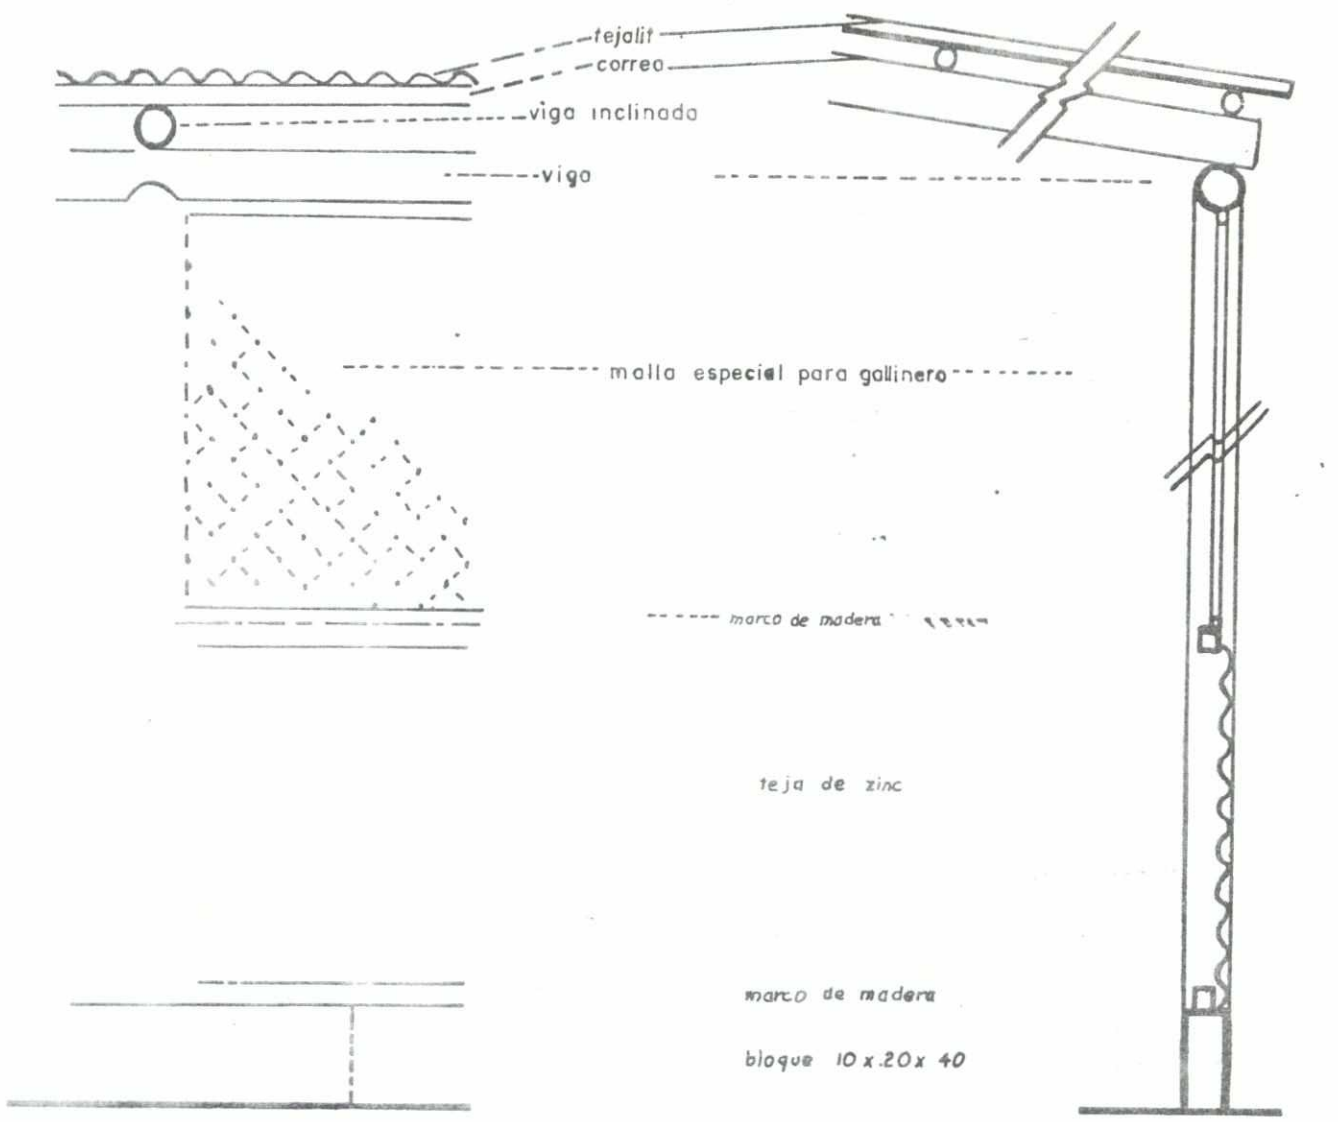 tejalit
correa
viga inclinada
viga
malla especial para gallinero
marco de madera
teja de zinc
marco de madera
bloque 10 x 20 x 40